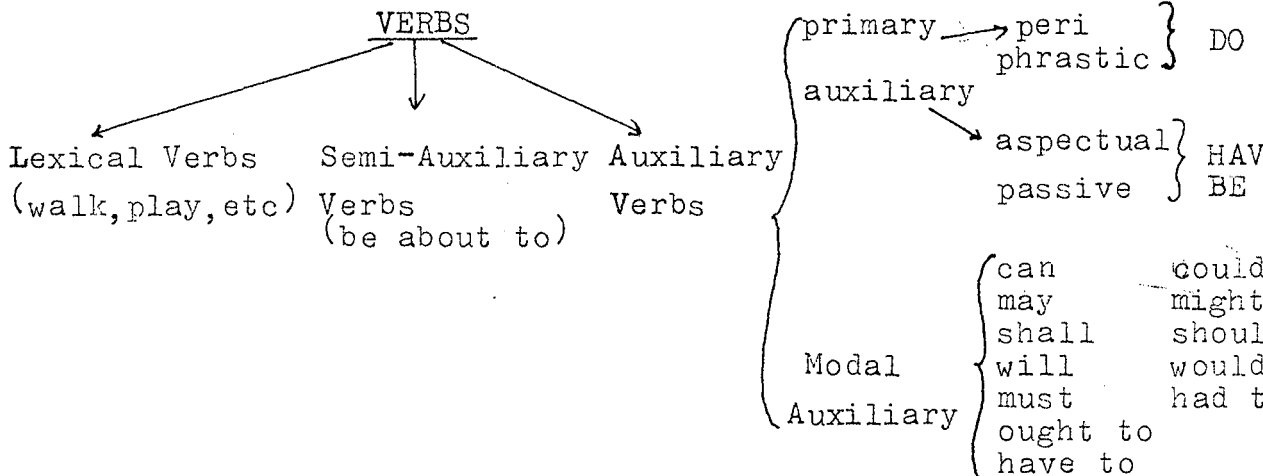 VERBS
Lexical Verbs
(walk,play,etc)
Semi-Auxiliary
Verbs
(be about to)
Auxiliary
Verbs
primary
auxiliary
peri
phrastic
DO
aspectual
passive
HAV
BE
Modal
Auxiliary
can could
may might
shall shoul
will would
must had t
ought to
have to